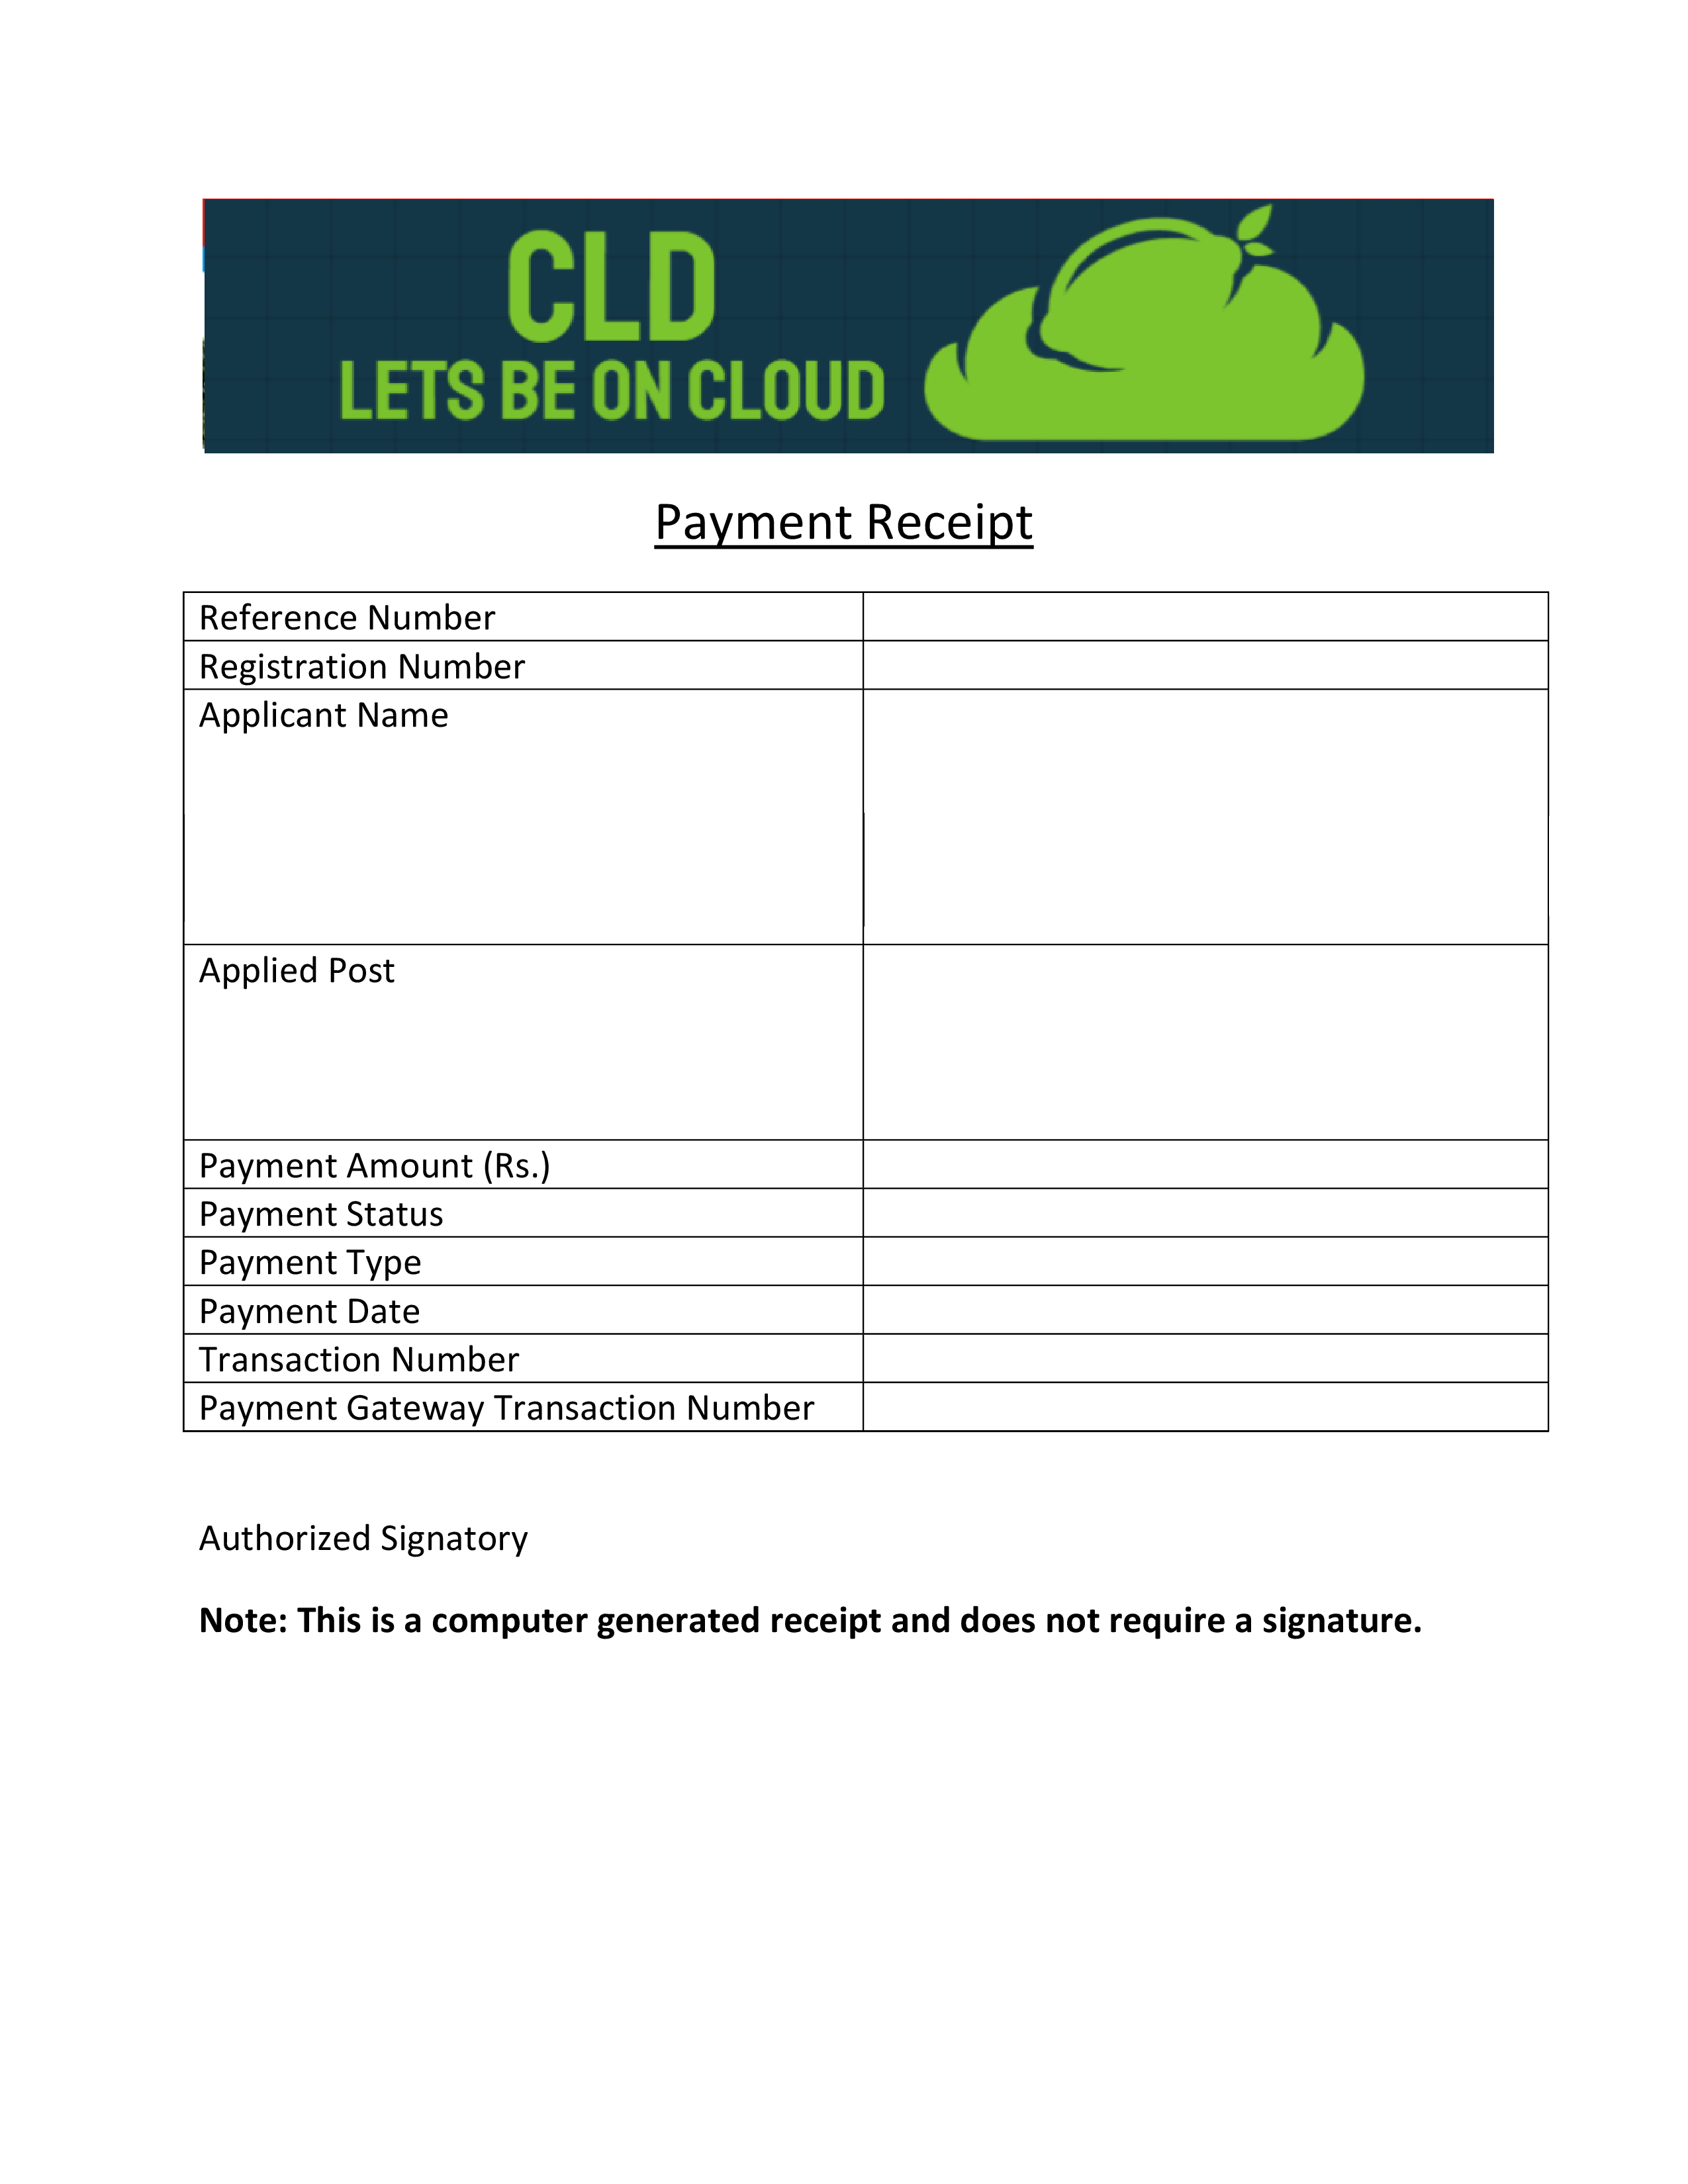 CLD
LETS BE ON CLOUD
Payment Receipt
Reference Number
Registration Number
Applicant Name
Applied Post
Payment Amount (Rs.)
Payment Status
Payment Type
Payment Date
Transaction Number
Payment Gateway Transaction Number
Authorized Signatory
Note: This is a computer generated receipt and does not require a signature.